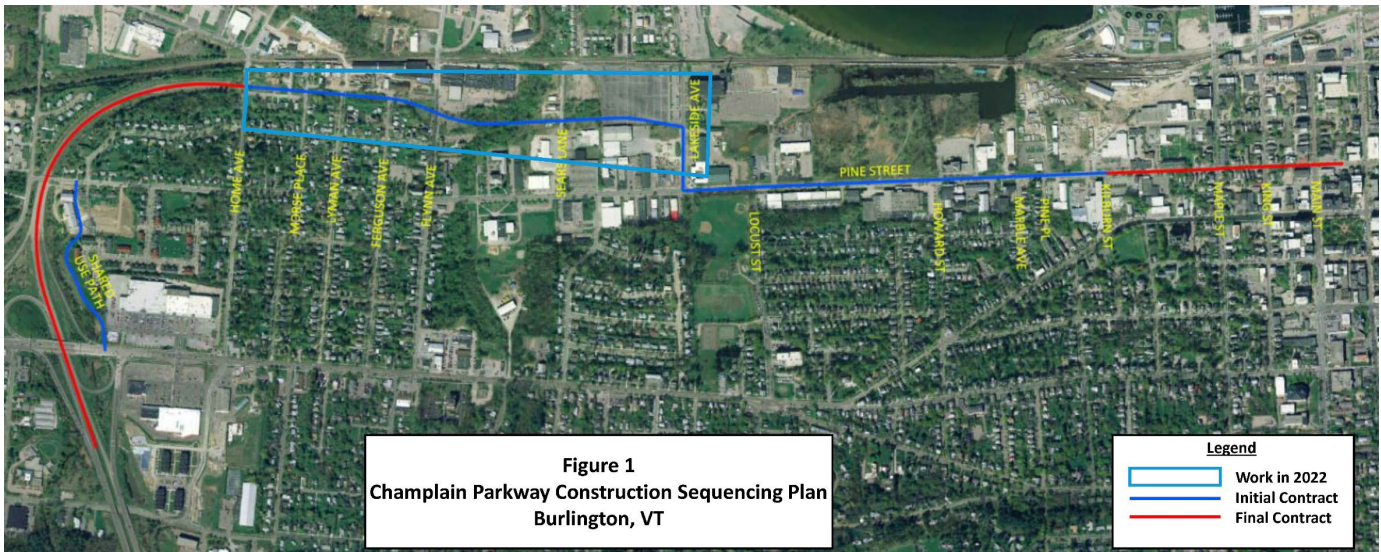 HOME AVE
MORSE PLACE
LYMAN AVE
FERGUSON AVE
FLYNN AVE
SEARS LANE
LAKESIDE AVE
PINE STREET
LOCUST ST
HOWARD ST
MARBLE AVE
PINE PL
KILBURN ST
MAPLE ST
KING ST
MAIN ST
SHARED
USE PATH
Figure 1
Champlain Parkway Construction Sequencing Plan
Burlington, VT
Legend
Work in 2022
Initial Contract
Final Contract